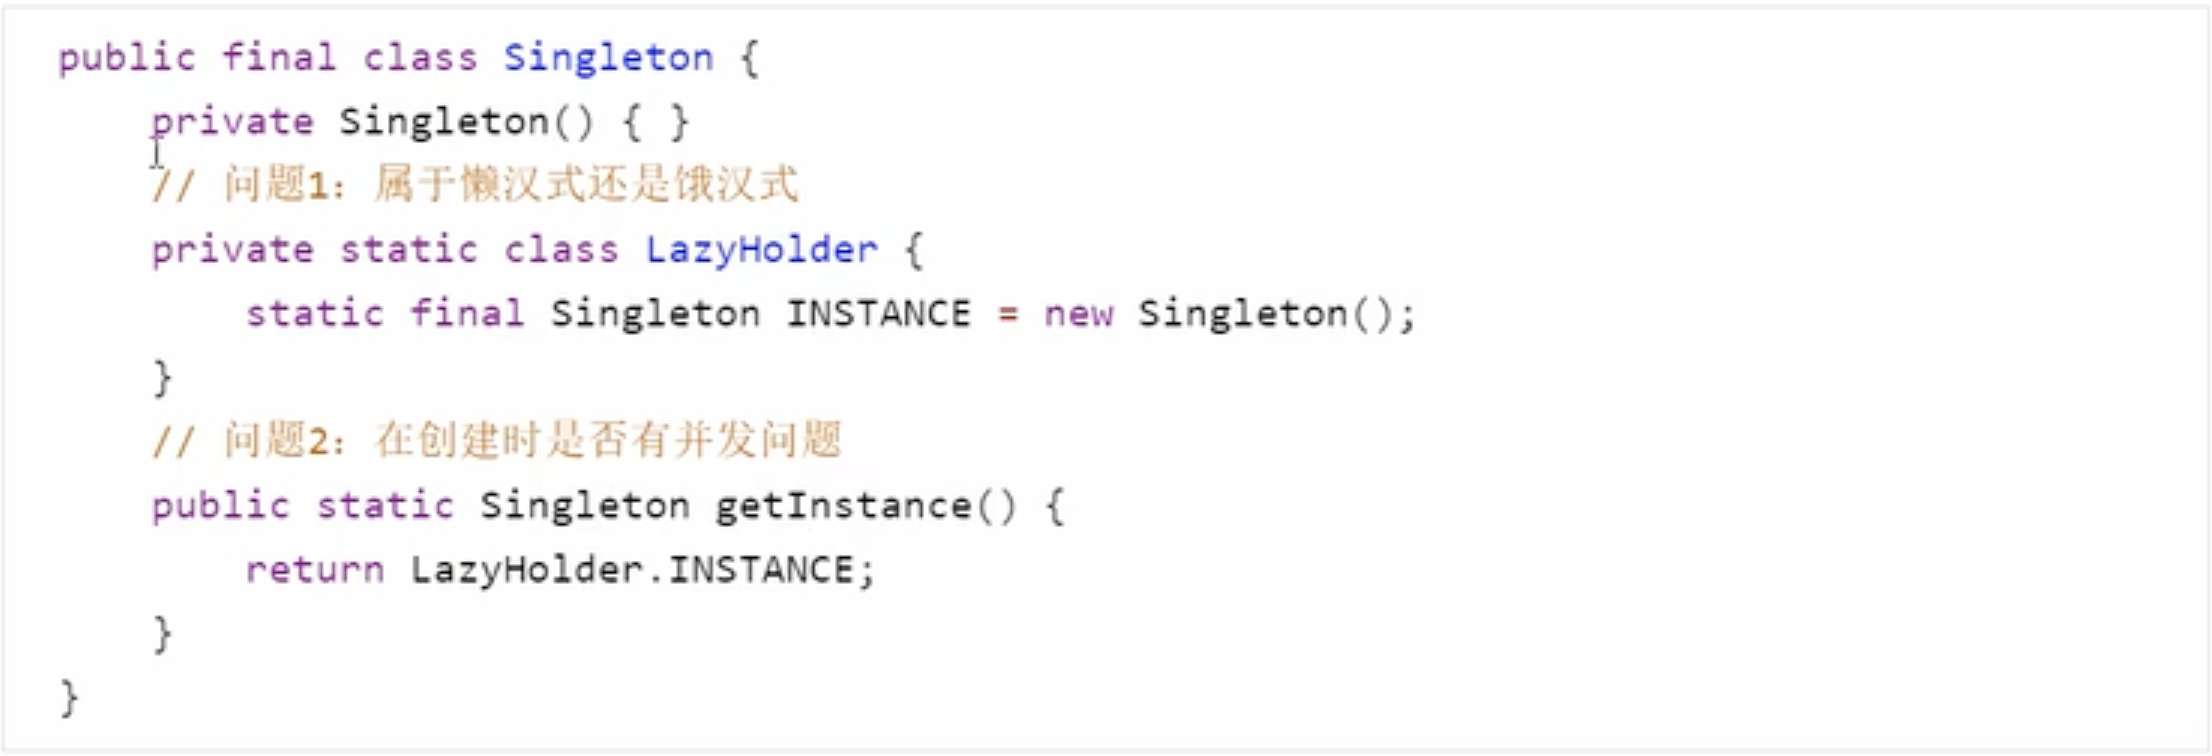 public final class Singleton {
    private Singleton() { }
    // 问题1：属于懒汉式还是饿汉式
    private static class LazyHolder {
        static final Singleton INSTANCE = new Singleton();
    }
    // 问题2：在创建时是否有并发问题
    public static Singleton getInstance() {
        return LazyHolder.INSTANCE;
    }
}